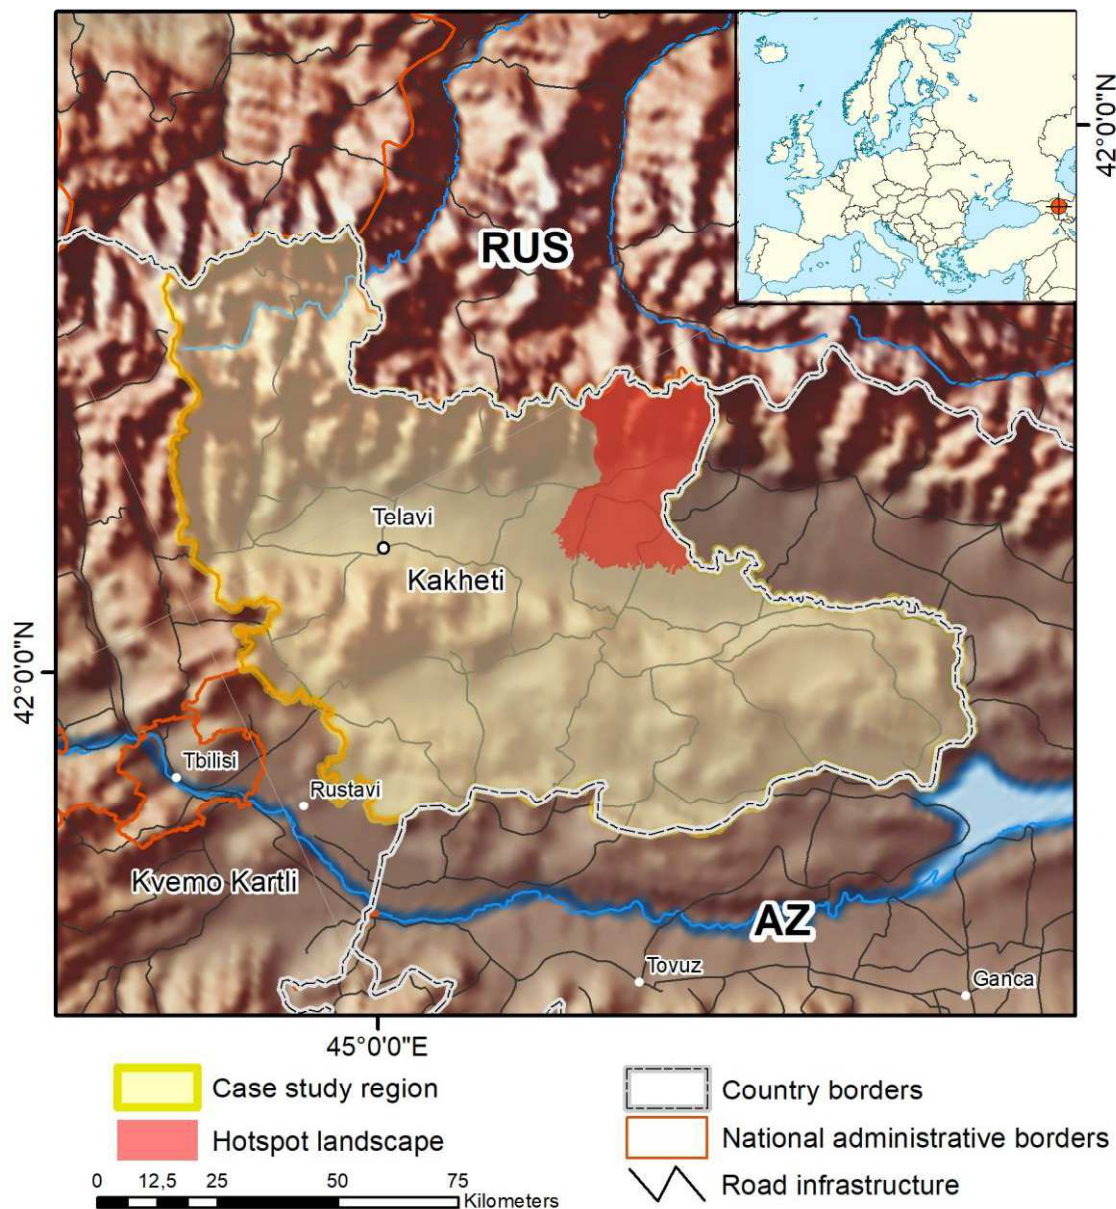 42°0'0"N
RUS
Telavi
Kakheti
42°0'0"N
Tbilisi
Rustavi
Kvemo Kartli
AZ
Tovuz
Ganca
45°0'0"E
Case study region
Hotspot landscape
0 12,5 25 50 75
Kilometers
Country borders
National administrative borders
Road infrastructure